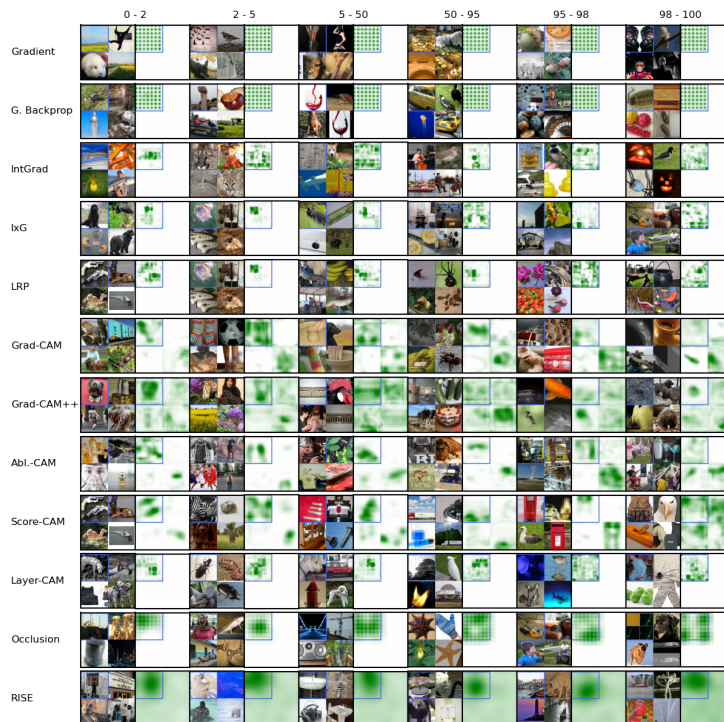 0 - 2 2 - 5 5 - 50 50 - 95 95 - 98 98 - 100
Gradient
G. Backprop
IntGrad
IxG
LRP
Grad-CAM
Grad-CAM++
Abl.-CAM
Score-CAM
Layer-CAM
Occlusion
RISE